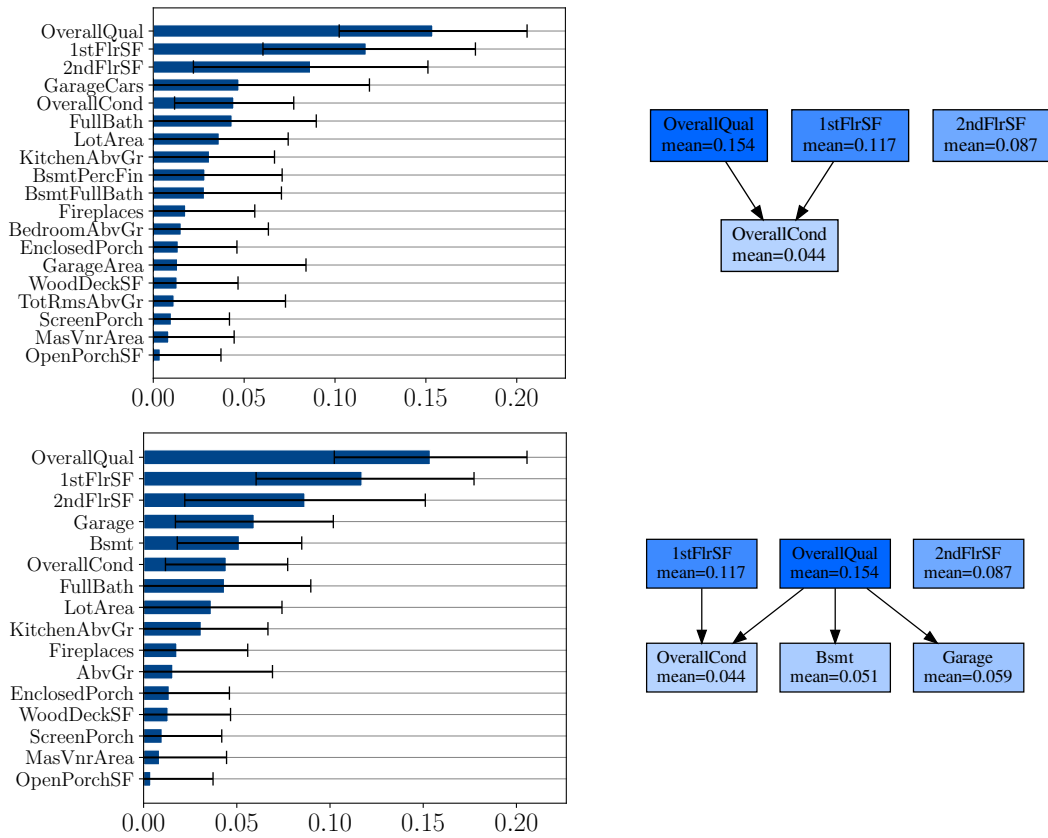 OverallQual
1stFlrSF
2ndFlrSF
GarageCars
OverallCond
FullBath
LotArea
KitchenAbvGr
BsmtPercFin
BsmtFullBath
Fireplaces
BedroomAbvGr
EnclosedPorch
GarageArea
WoodDeckSF
TotRmsAbvGr
ScreenPorch
MasVnrArea
OpenPorchSF
0.00 0.05 0.10 0.15 0.20
OverallQual
mean=0.154
1stFlrSF
mean=0.117
2ndFlrSF
mean=0.087
OverallCond
mean=0.044
OverallQual
1stFlrSF
2ndFlrSF
Garage
Bsmt
OverallCond
FullBath
LotArea
KitchenAbvGr
Fireplaces
AbvGr
EnclosedPorch
WoodDeckSF
ScreenPorch
MasVnrArea
OpenPorchSF
0.00 0.05 0.10 0.15 0.20
1stFlrSF
mean=0.117
OverallQual
mean=0.154
2ndFlrSF
mean=0.087
OverallCond
mean=0.044
Bsmt
mean=0.051
Garage
mean=0.059